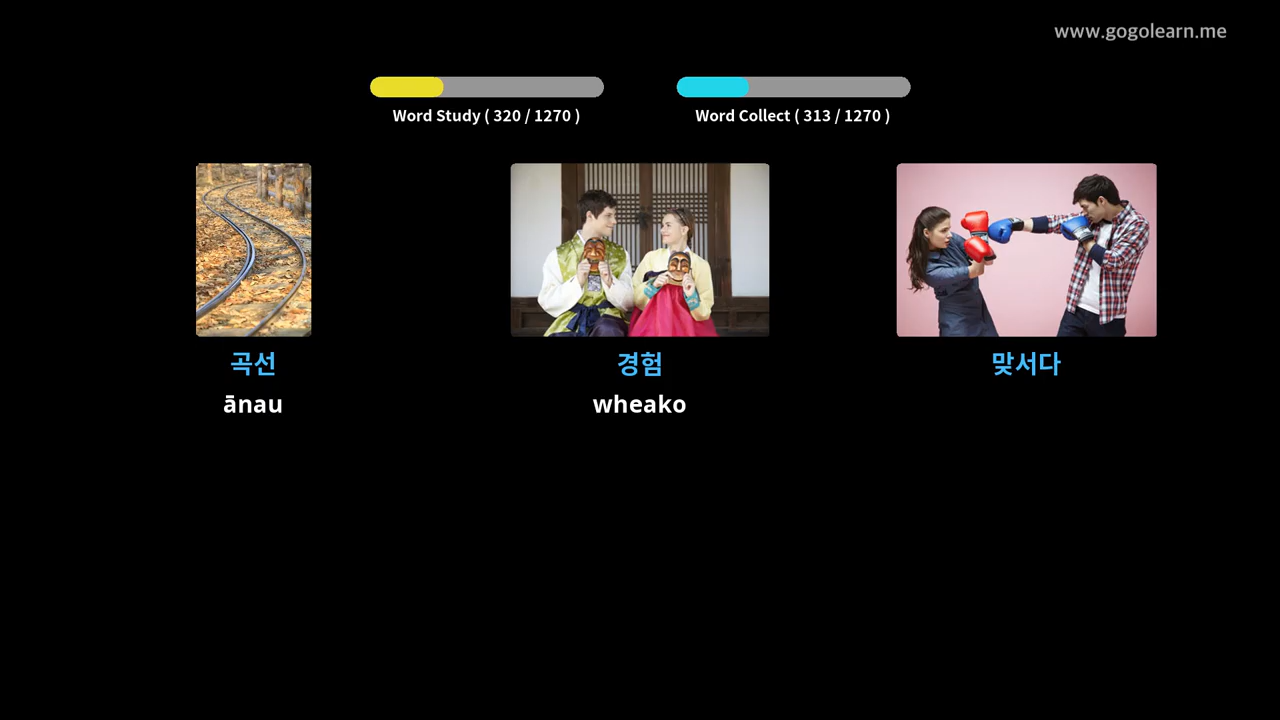 www.gogolearn.me
Word Study ( 320 / 1270 )
Word Collect ( 313 / 1270 )
곡선
경험
맞서다
ānau
wheako